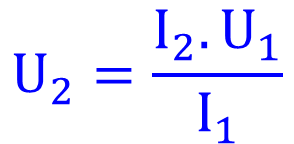 U₂ = I₂.U₁ / I₁